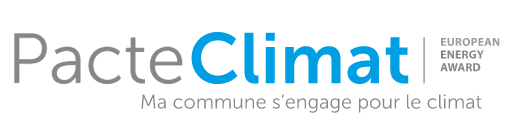 PacteClimat
EUROPEAN
ENERGY
AWARD
Ma commune s'engage pour le climat